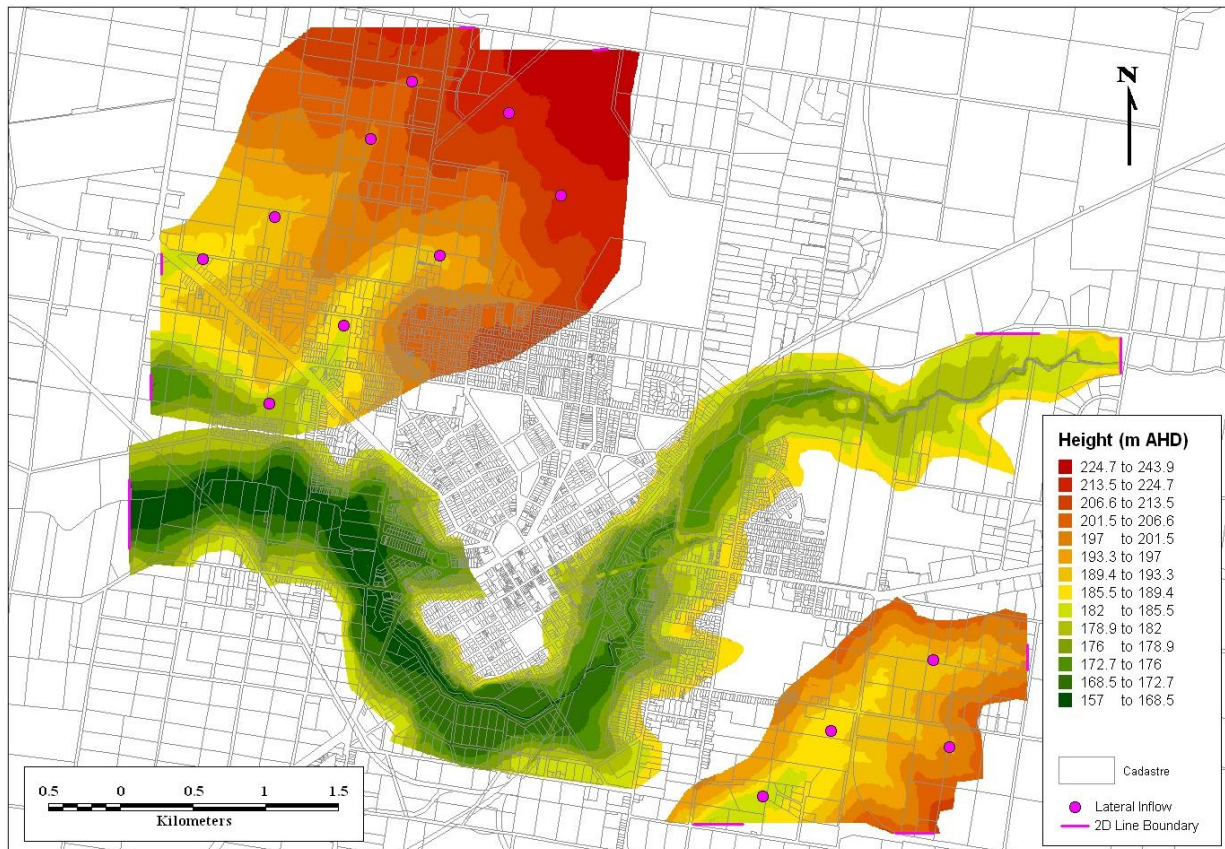 N
Height (m AHD)
224.7 to 243.9
213.5 to 224.7
206.6 to 213.5
201.5 to 206.6
197 to 201.5
193.3 to 197
189.4 to 193.3
185.5 to 189.4
182 to 185.5
178.9 to 182
176 to 178.9
172.7 to 176
168.5 to 172.7
157 to 168.5
Cadastre
Lateral Inflow
2D Line Boundary
0.5 0 0.5 1 1.5
Kilometers